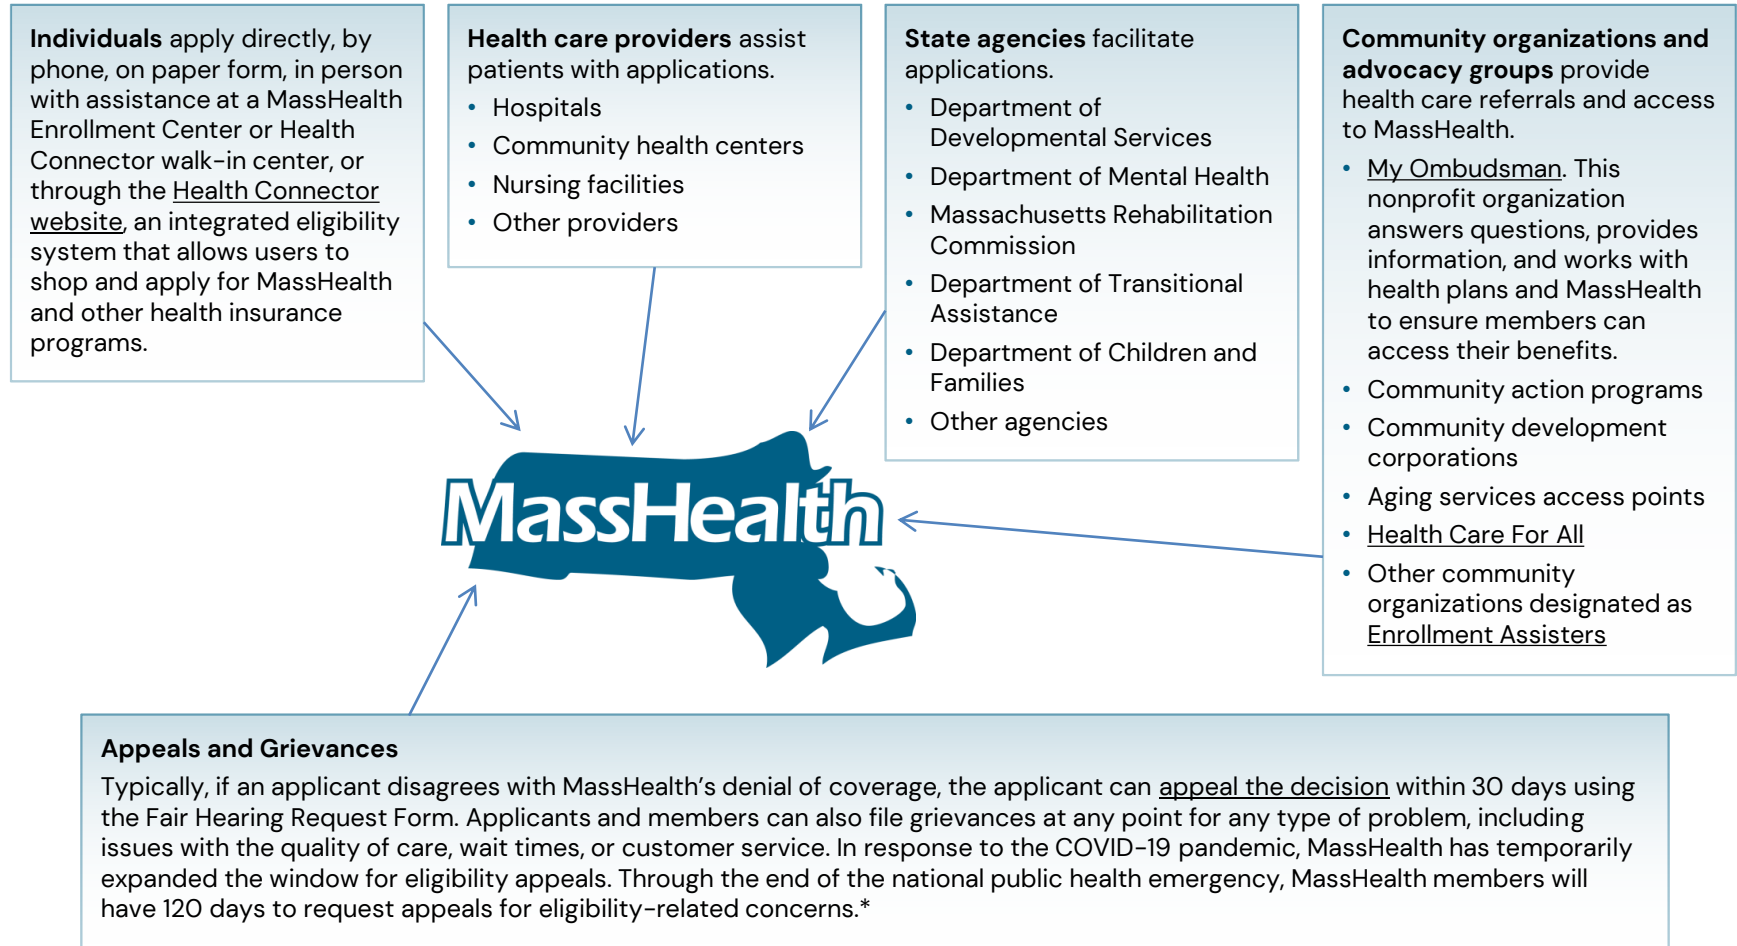 Individuals apply directly, by
phone, on paper form, in person
with assistance at a MassHealth
Enrollment Center or Health
Connector walk-in center, or
through the Health Connector
website, an integrated eligibility
system that allows users to
shop and apply for MassHealth
and other health insurance
programs.
Health care providers assist
patients with applications.
• Hospitals
• Community health centers
• Nursing facilities
• Other providers
State agencies facilitate
applications.
• Department of
Developmental Services
• Department of Mental Health
• Massachusetts Rehabilitation
Commission
• Department of Transitional
Assistance
• Department of Children and
Families
• Other agencies
Community organizations and
advocacy groups provide
health care referrals and access
to MassHealth.
• My Ombudsman. This
nonprofit organization
answers questions, provides
information, and works with
health plans and MassHealth
to ensure members can
access their benefits.
• Community action programs
• Community development
corporations
• Aging services access points
• Health Care For All
• Other community
organizations designated as
Enrollment Assisters
MassHealth
Appeals and Grievances
Typically, if an applicant disagrees with MassHealth’s denial of coverage, the applicant can appeal the decision within 30 days using
the Fair Hearing Request Form. Applicants and members can also file grievances at any point for any type of problem, including
issues with the quality of care, wait times, or customer service. In response to the COVID-19 pandemic, MassHealth has temporarily
expanded the window for eligibility appeals. Through the end of the national public health emergency, MassHealth members will
have 120 days to request appeals for eligibility-related concerns.*